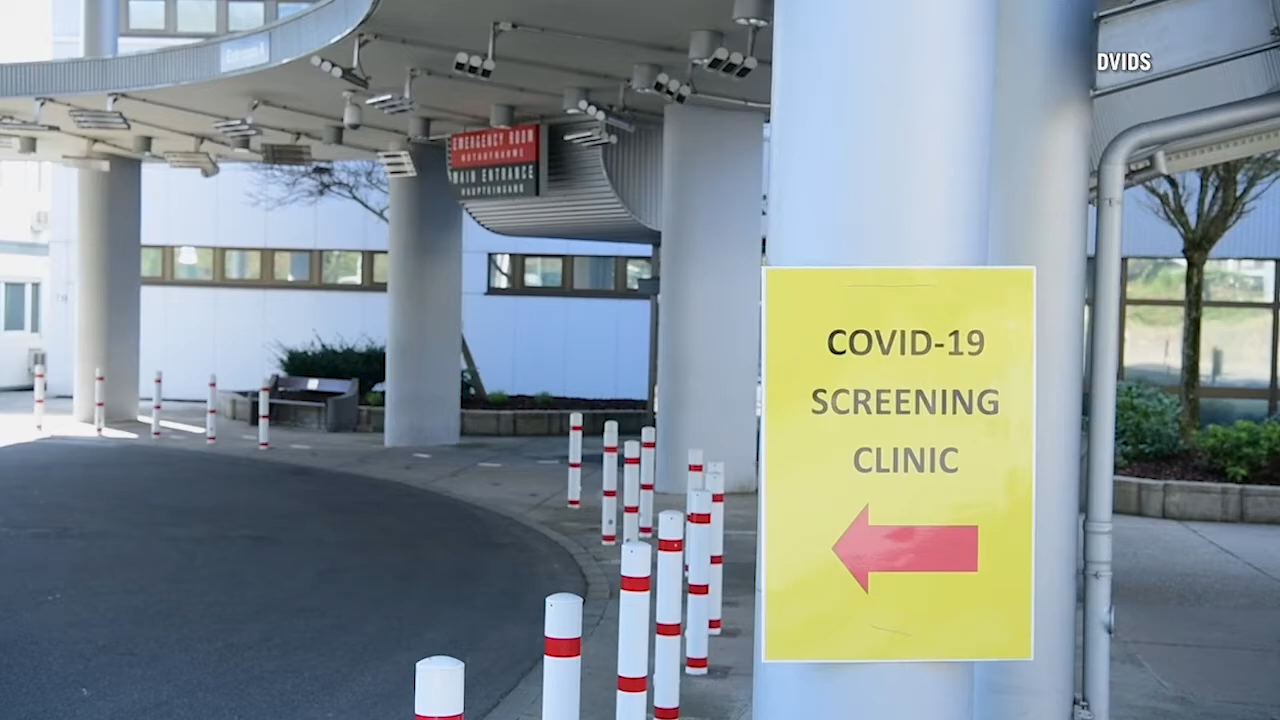 DVIDS
EMERGENCY ROOM
NOTAUFNAHME
MAIN ENTRANCE
HAUPTEINGANG
COVID-19
SCREENING
CLINIC